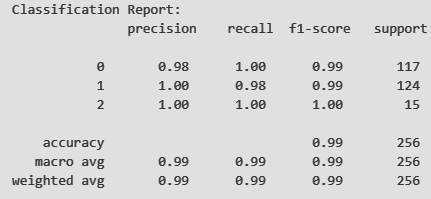 Classification Report:
precision recall f1-score support
0 0.98 1.00 0.99 117
1 1.00 0.98 0.99 124
2 1.00 1.00 1.00 15
accuracy 0.99 256
macro avg 0.99 0.99 0.99 256
weighted avg 0.99 0.99 0.99 256